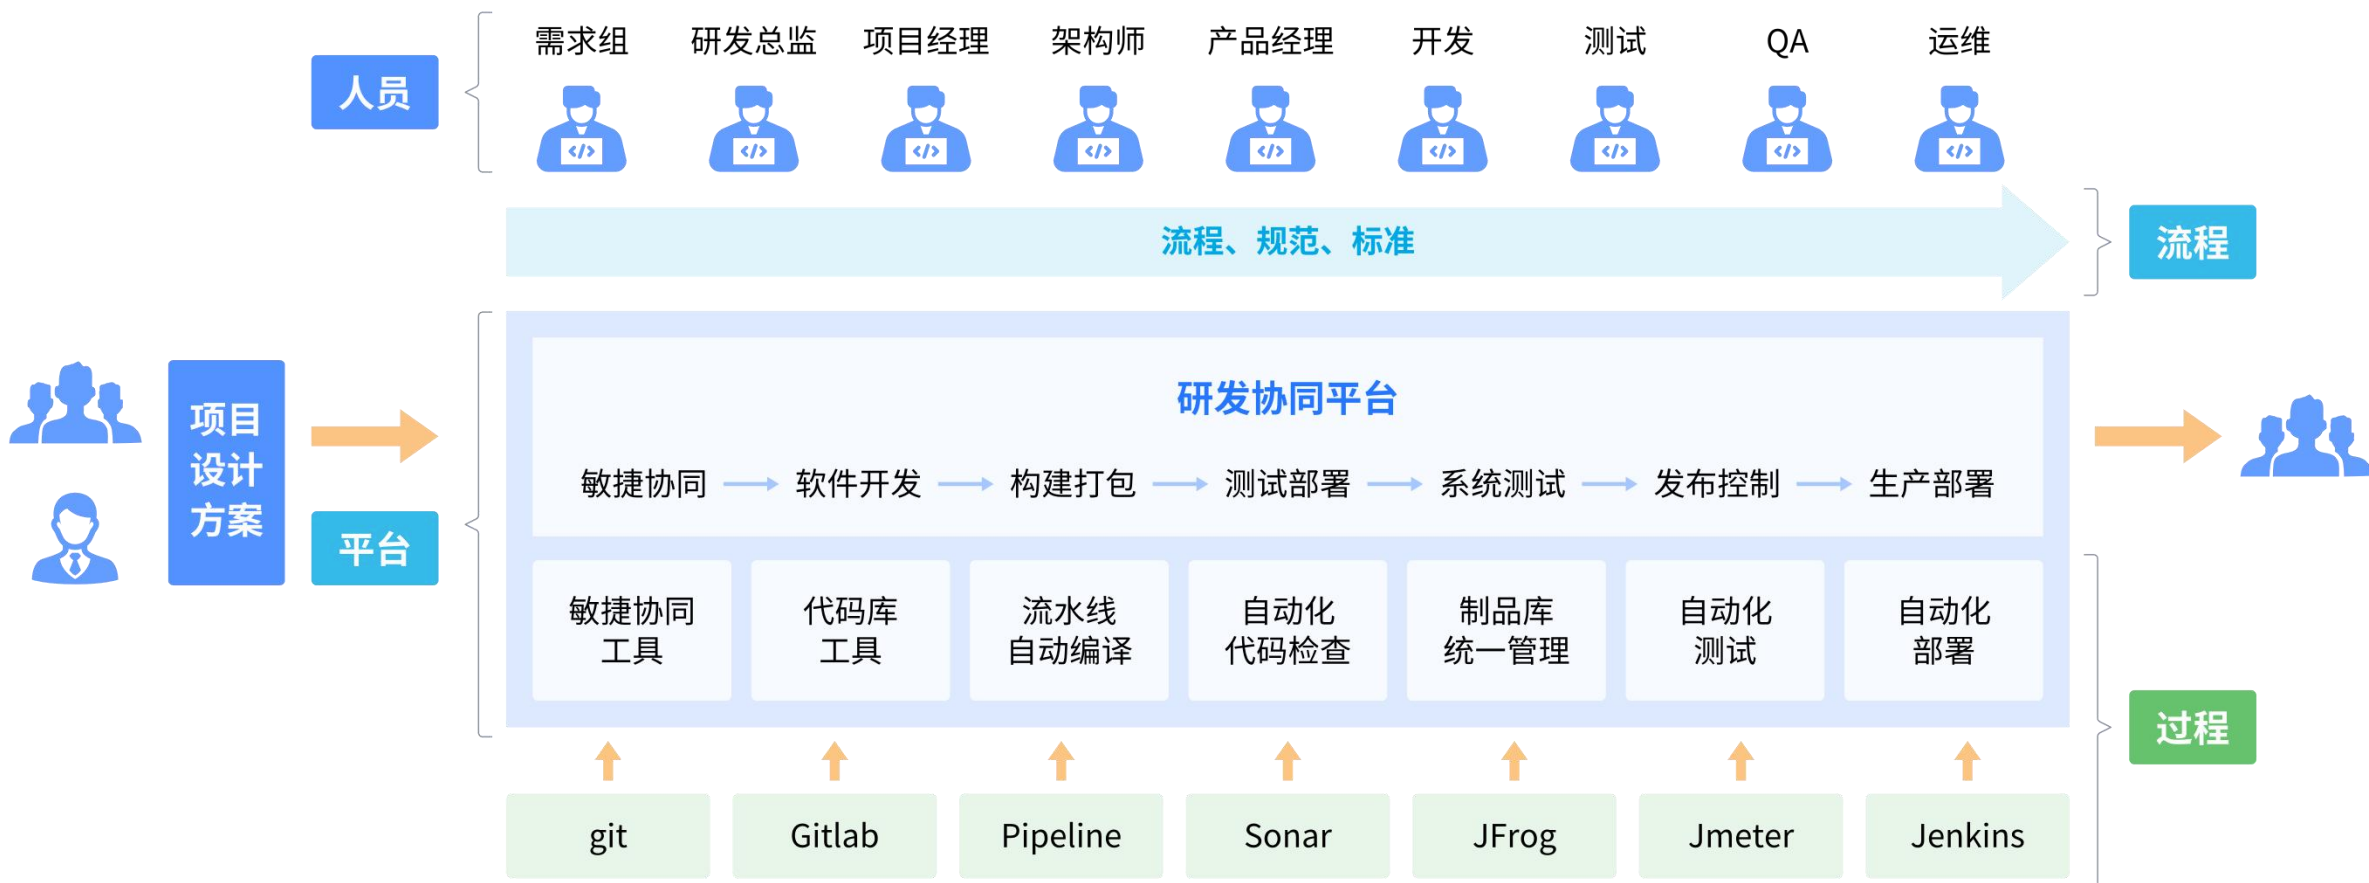 需求组
研发总监
项目经理
架构师
产品经理
开发
测试
QA
运维
人员
流程、规范、标准
流程
项目
设计
方案
平台
研发协同平台
敏捷协同
软件开发
构建打包
测试部署
系统测试
发布控制
生产部署
敏捷协同
工具
代码库
工具
流水线
自动编译
自动化
代码检查
制品库
统一管理
自动化
测试
自动化
部署
过程
git
Gitlab
Pipeline
Sonar
JFrog
Jmeter
Jenkins